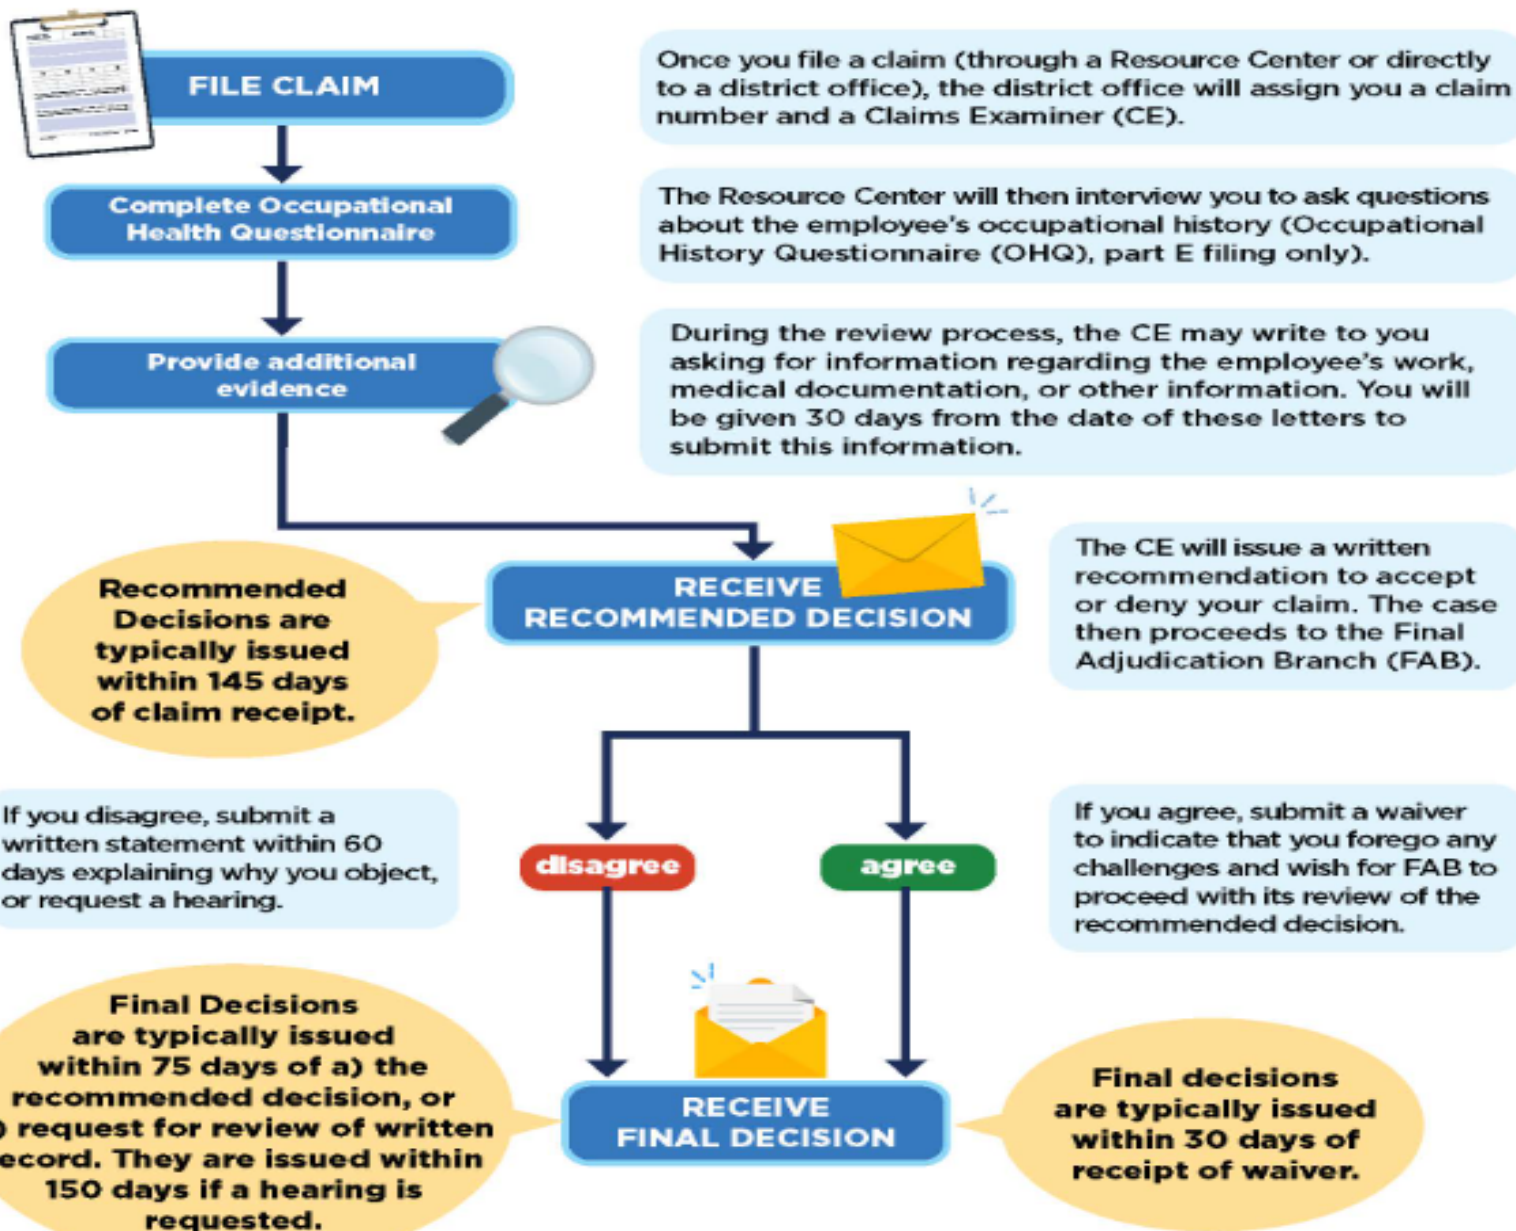 FILE CLAIM
Once you file a claim (through a Resource Center or directly
to a district office), the district office will assign you a claim
number and a Claims Examiner (CE).
Complete Occupational
Health Questionnaire
The Resource Center will then interview you to ask questions
about the employee's occupational history (Occupational
History Questionnaire (OHQ), part E filing only).
Provide additional
evidence
During the review process, the CE may write to you
asking for information regarding the employee's work,
medical documentation, or other information. You will
be given 30 days from the date of these letters to
submit this information.
Recommended
Decisions are
typically issued
within 145 days
of claim receipt.
RECEIVE
RECOMMENDED DECISION
The CE will issue a written
recommendation to accept
or deny your claim. The case
then proceeds to the Final
Adjudication Branch (FAB).
If you disagree, submit a
written statement within 60
days explaining why you object,
or request a hearing.
disagree
agree
If you agree, submit a waiver
to indicate that you forego any
challenges and wish for FAB to
proceed with its review of the
recommended decision.
Final Decisions
are typically issued
within 75 days of a) the
recommended decision, or
) request for review of written
ecord. They are issued within
150 days if a hearing is
requested.
RECEIVE
FINAL DECISION
Final decisions
are typically issued
within 30 days of
receipt of waiver.